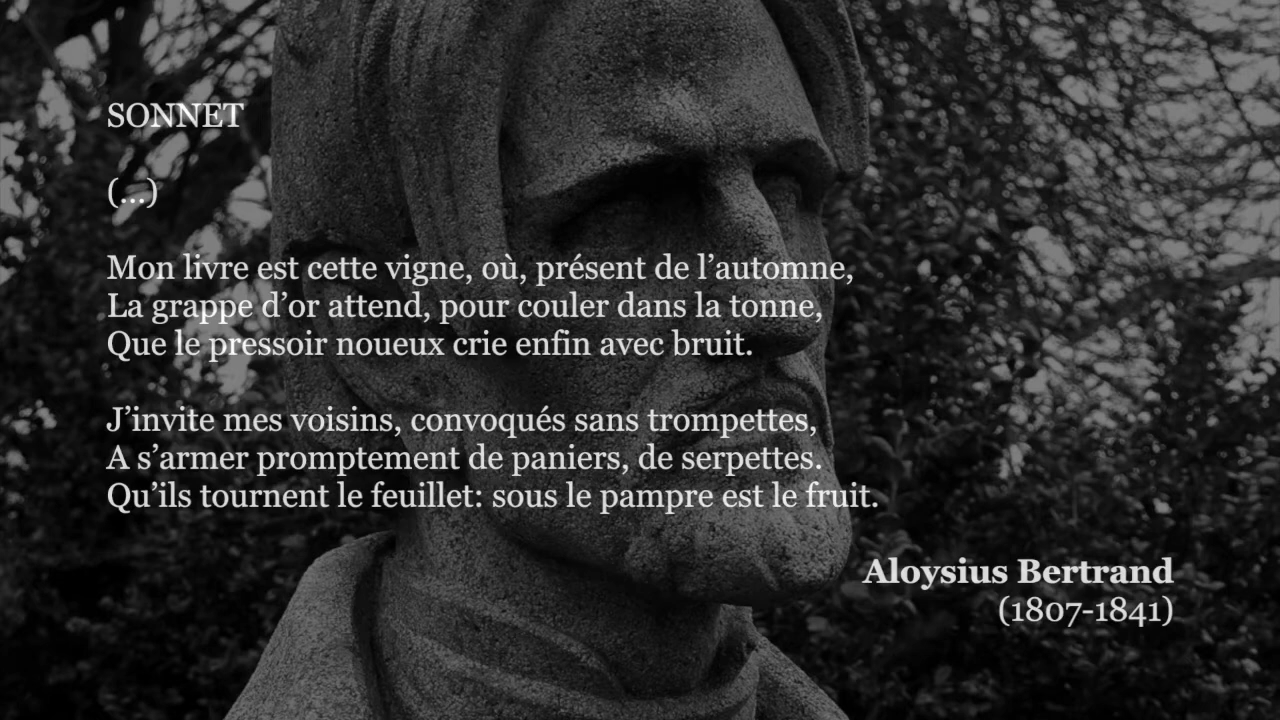 SONNET
(...)
Mon livre est cette vigne, où, présent de l’automne,
La grappe d’or attend, pour couler dans la tonne,
Que le pressoir noueux crie enfin avec bruit.
J’invite mes voisins, convoqués sans trompettes,
A s’armer promptement de paniers, de serpettes.
Qu’ils tournent le feuillet: sous le pampre est le fruit.
Aloysius Bertrand
(1807-1841)